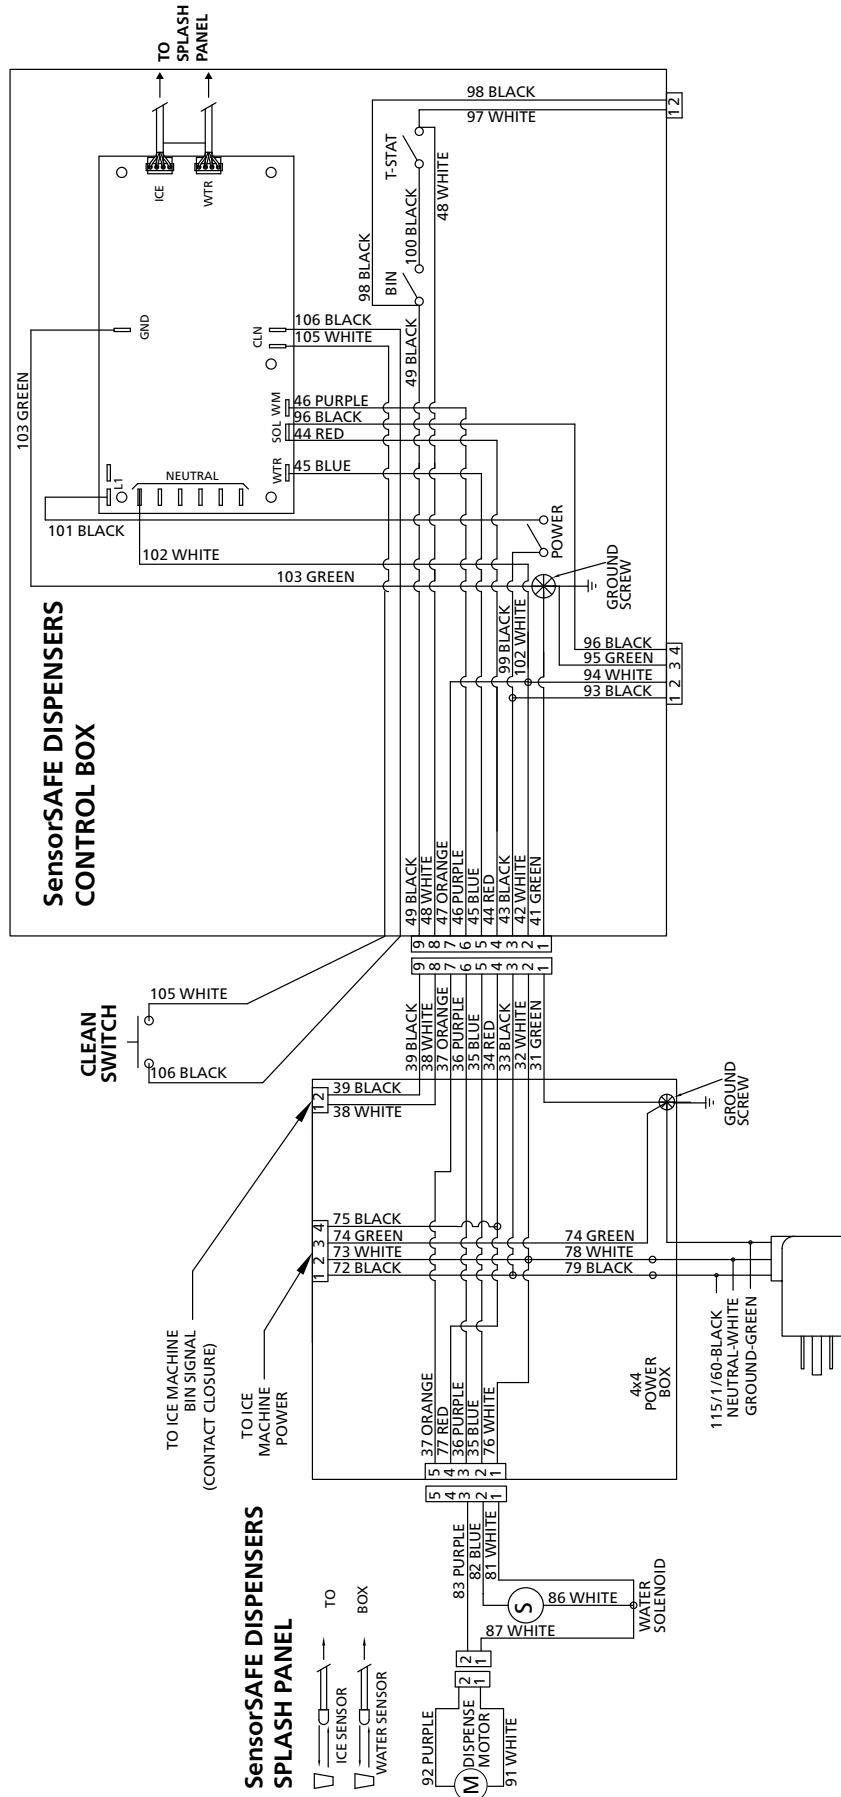 TO
SPLASH
PANEL
ICE
WTR
98 BLACK
97 WHITE
T-STAT
48 WHITE
100 BLACK
98 BLACK
BIN
49 BLACK
GND
CLN
106 BLACK
105 WHITE
103 GREEN
WM
46 PURPLE
96 BLACK
SOL
44 RED
WTR
45 BLUE
L1
NEUTRAL
101 BLACK
102 WHITE
103 GREEN
POWER
GROUND
SCREW
99 BLACK
102 WHITE
96 BLACK
95 GREEN
94 WHITE
93 BLACK
1 2 3 4
1 2
SensorSAFE DISPENSERS
CONTROL BOX
49 BLACK
48 WHITE
47 ORANGE
46 PURPLE
45 BLUE
44 RED
43 BLACK
42 WHITE
41 GREEN
9 8 7 6 5 4 3 2 1
9 8 7 6 5 4 3 2 1
CLEAN
SWITCH
105 WHITE
106 BLACK
39 BLACK
38 WHITE
37 ORANGE
36 PURPLE
35 BLUE
34 RED
33 BLACK
32 WHITE
31 GREEN
39 BLACK
38 WHITE
1 2
GROUND
SCREW
75 BLACK
74 GREEN
73 WHITE
72 BLACK
1 2 3 4
74 GREEN
78 WHITE
79 BLACK
TO ICE MACHINE
BIN SIGNAL
(CONTACT CLOSURE)
TO ICE
MACHINE
POWER
4x4
POWER
BOX
115/1/60-BLACK
NEUTRAL-WHITE
GROUND-GREEN
37 ORANGE
77 RED
36 PURPLE
35 BLUE
76 WHITE
5 4 3 2 1
5 4 3 2 1
SensorSAFE DISPENSERS
SPLASH PANEL
83 PURPLE
82 BLUE
81 WHITE
S
86 WHITE
87 WHITE
WATER
SOLENOID
TO
BOX
ICE SENSOR
WATER SENSOR
2 1
2 1
92 PURPLE
M
DISPENSE
MOTOR
91 WHITE